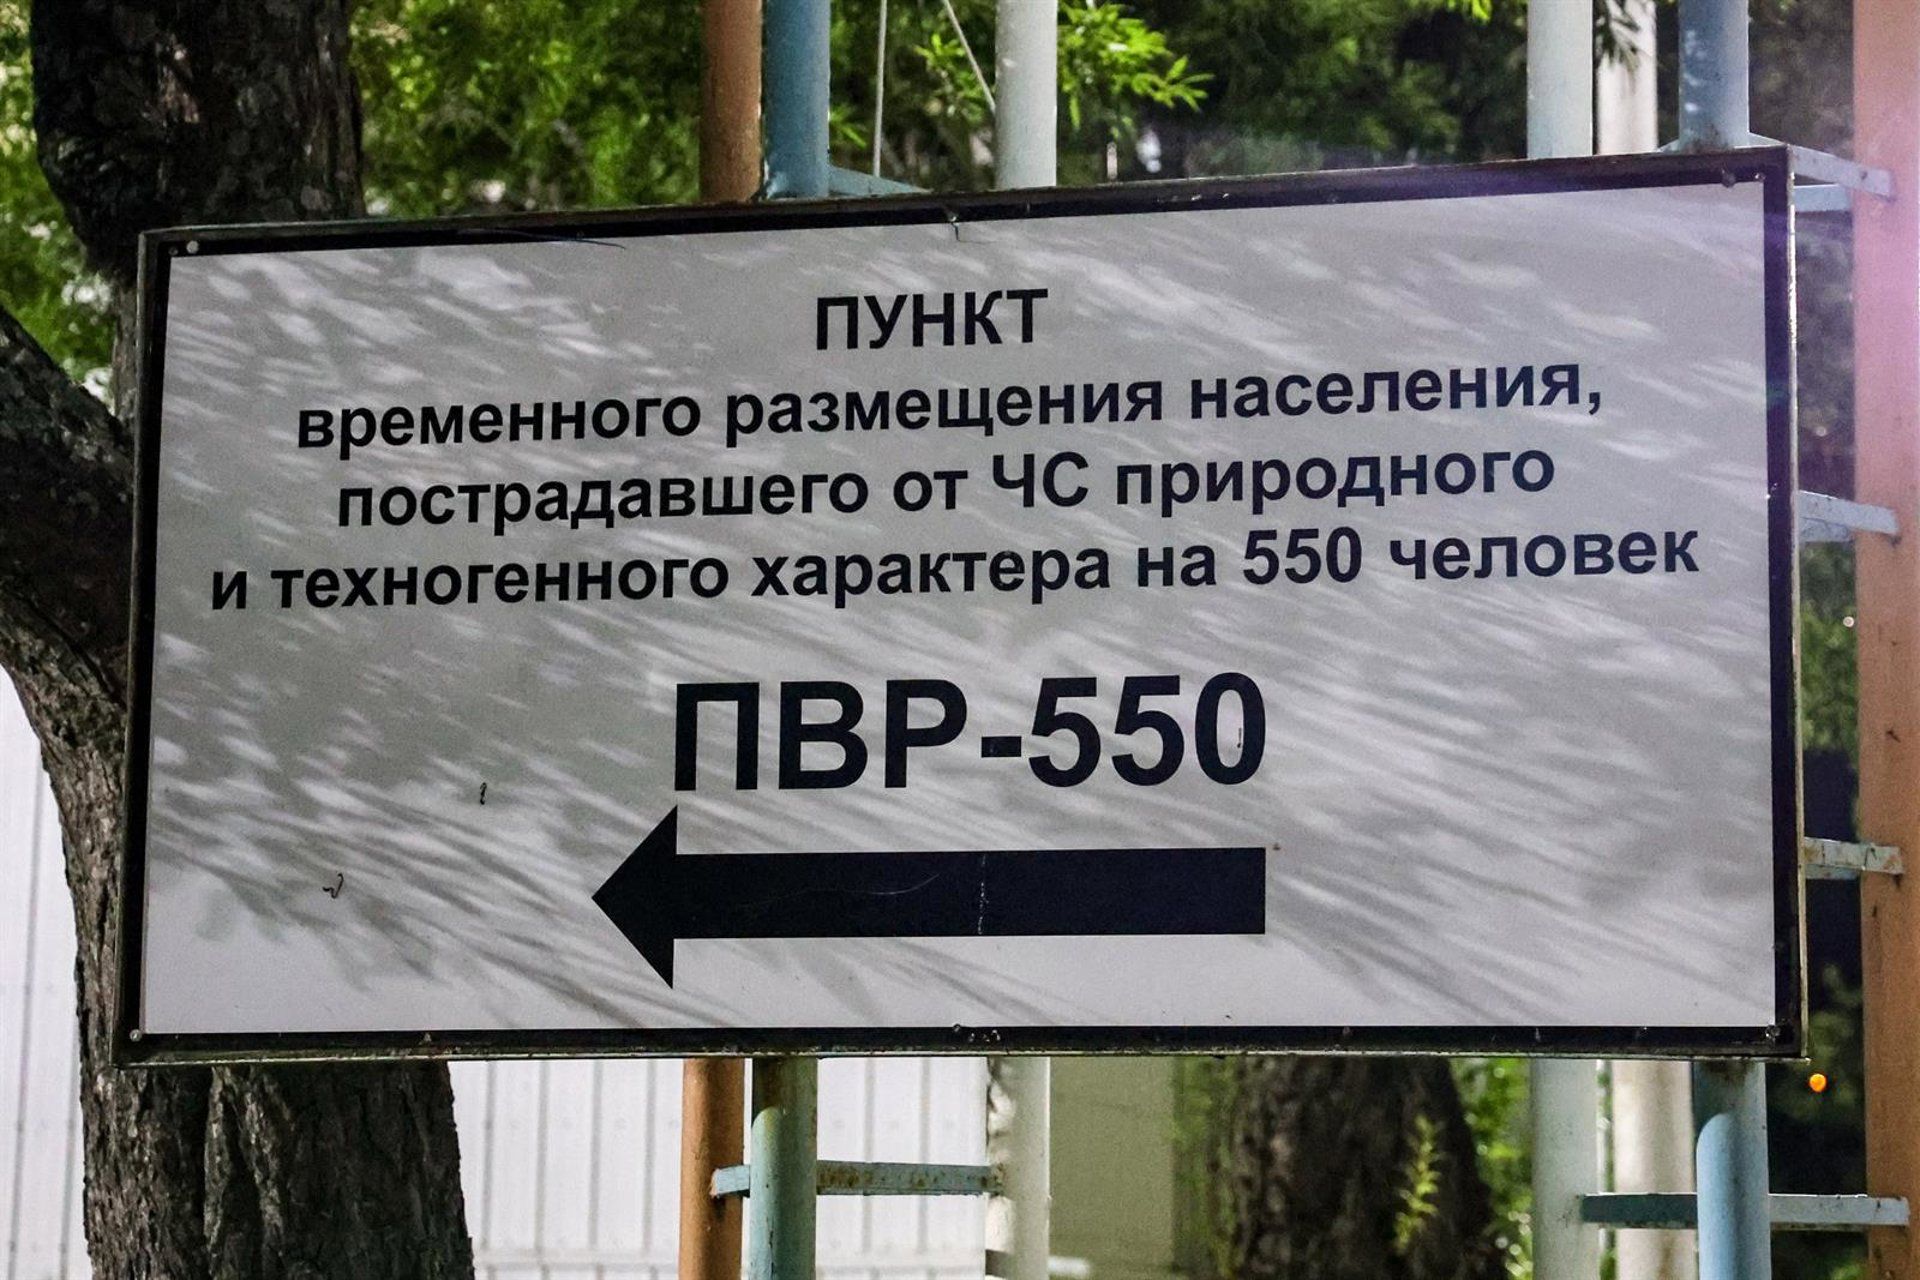 ПУНКТ
временного размещения населения,
пострадавшего от ЧС природного
и техногенного характера на 550 человек
ПВР-550